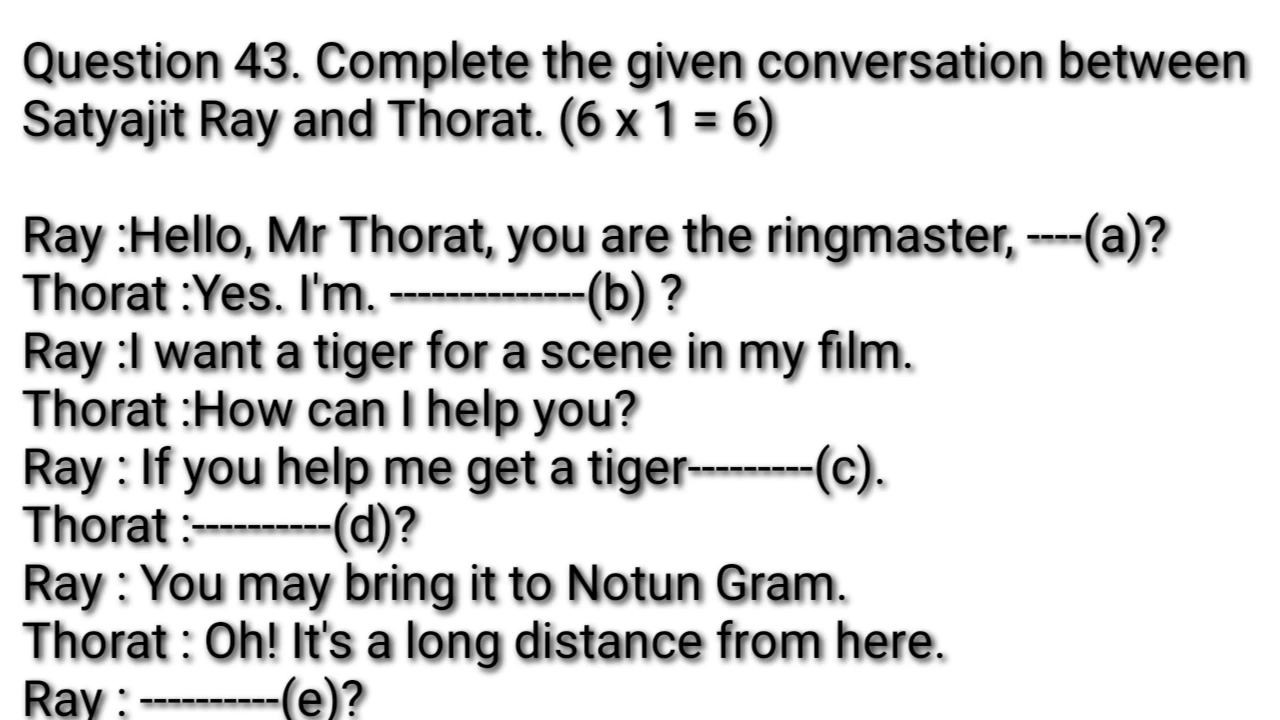 Question 43. Complete the given conversation between
Satyajit Ray and Thorat. (6 x 1 = 6)
Ray :Hello, Mr Thorat, you are the ringmaster, ----(a)?
Thorat :Yes. I'm. --------------(b) ?
Ray :I want a tiger for a scene in my film.
Thorat :How can I help you?
Ray : If you help me get a tiger---------(c).
Thorat :----------(d)?
Ray : You may bring it to Notun Gram.
Thorat : Oh! It's a long distance from here.
Ray : ----------(e)?